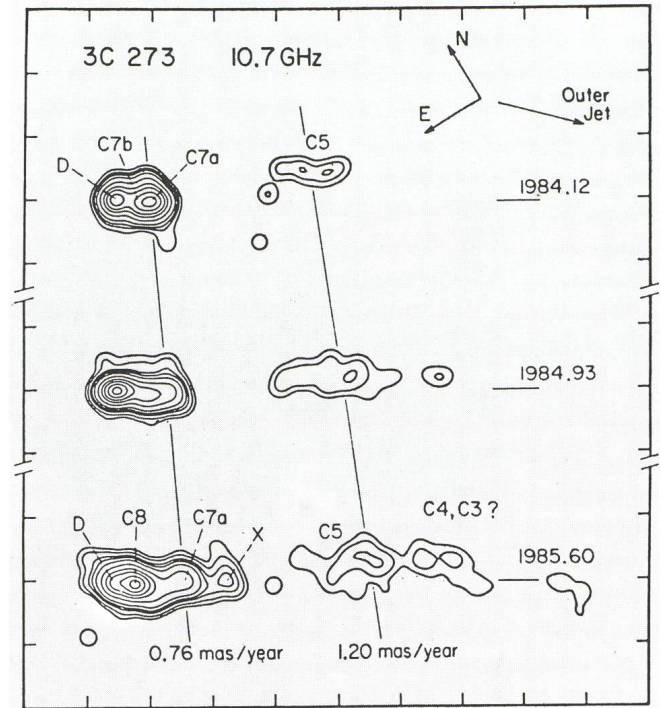 3C 273 10.7 GHz
N
E
Outer
Jet
C7b
D
C7a
C5
1984.12
1984.93
D
C8
C7a
X
C5
C4, C3 ?
1985.60
0.76 mas/year
1.20 mas/year